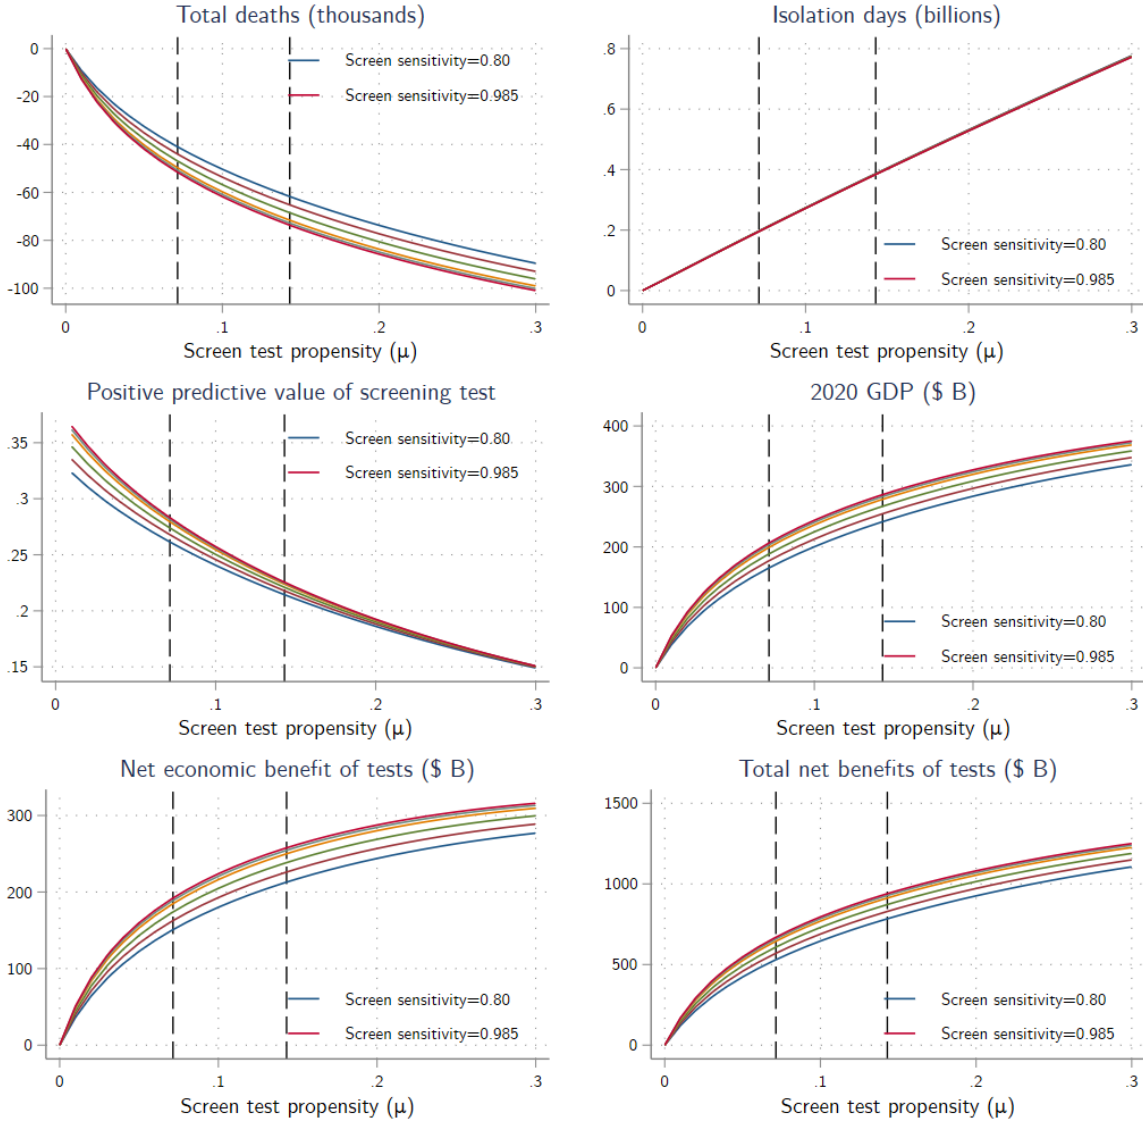 Total deaths (thousands)
0
-20
-40
-60
-80
-100
Screen sensitivity=0.80
Screen sensitivity=0.985
0 .1 .2 .3
Screen test propensity (μ)
Isolation days (billions)
.8
.6
.4
.2
0
Screen sensitivity=0.80
Screen sensitivity=0.985
0 .1 .2 .3
Screen test propensity (μ)
Positive predictive value of screening test
.35
.3
.25
.2
.15
Screen sensitivity=0.80
Screen sensitivity=0.985
0 .1 .2 .3
Screen test propensity (μ)
2020 GDP ($ B)
400
300
200
100
0
Screen sensitivity=0.80
Screen sensitivity=0.985
0 .1 .2 .3
Screen test propensity (μ)
Net economic benefit of tests ($ B)
300
200
100
0
Screen sensitivity=0.80
Screen sensitivity=0.985
0 .1 .2 .3
Screen test propensity (μ)
Total net benefits of tests ($ B)
1500
1000
500
0
Screen sensitivity=0.80
Screen sensitivity=0.985
0 .1 .2 .3
Screen test propensity (μ)